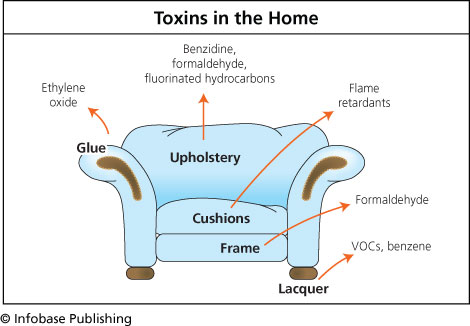 Toxins in the Home
Benzidine,
formaldehyde,
fluorinated hydrocarbons
Ethylene
oxide
Flame
retardants
Glue
Upholstery
Cushions
Formaldehyde
Frame
VOCs, benzene
Lacquer
© Infobase Publishing